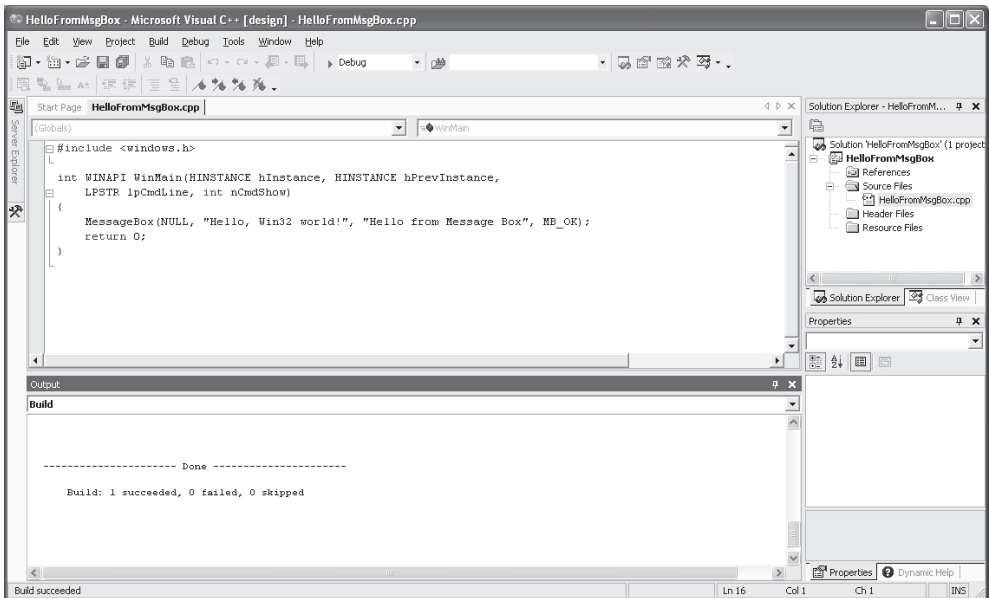 HelloFromMsgBox - Microsoft Visual C++ [design] - HelloFromMsgBox.cpp
File Edit View Project Build Debug Tools Window Help
Debug
Start Page HelloFromMsgBox.cpp
(Globals) WinMain
#include <windows.h>
int WINAPI WinMain(HINSTANCE hInstance, HINSTANCE hPrevInstance,
LPSTR lpCmdLine, int nCmdShow)
{
MessageBox(NULL, "Hello, Win32 world!", "Hello from Message Box", MB_OK);
return 0;
}
Server Explorer
Solution Explorer - HelloFromM...
Solution 'HelloFromMsgBox' (1 project
HelloFromMsgBox
References
Source Files
HelloFromMsgBox.cpp
Header Files
Resource Files
Solution Explorer Class View
Properties
Output
Build
---------------------- Done ----------------------
Build: 1 succeeded, 0 failed, 0 skipped
Properties Dynamic Help
Build succeeded Ln 16 Col 1 Ch 1 INS